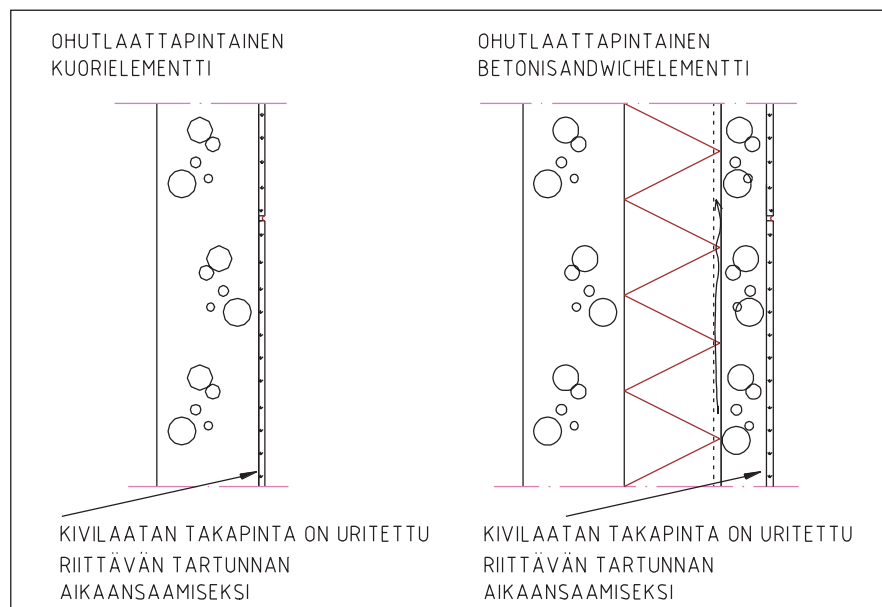 OHUTLAATTAPINTAINEN
KUORIELEMENTTI
OHUTLAATTAPINTAINEN
BETONISANDWICHELEMENTTI
KIVILAATAN TAKAPINTA ON URITETTU
RIITTÄVÄN TARTUNNAN
AIKAANSAAMISEKSI
KIVILAATAN TAKAPINTA ON URITETTU
RIITTÄVÄN TARTUNNAN
AIKAANSAAMISEKSI